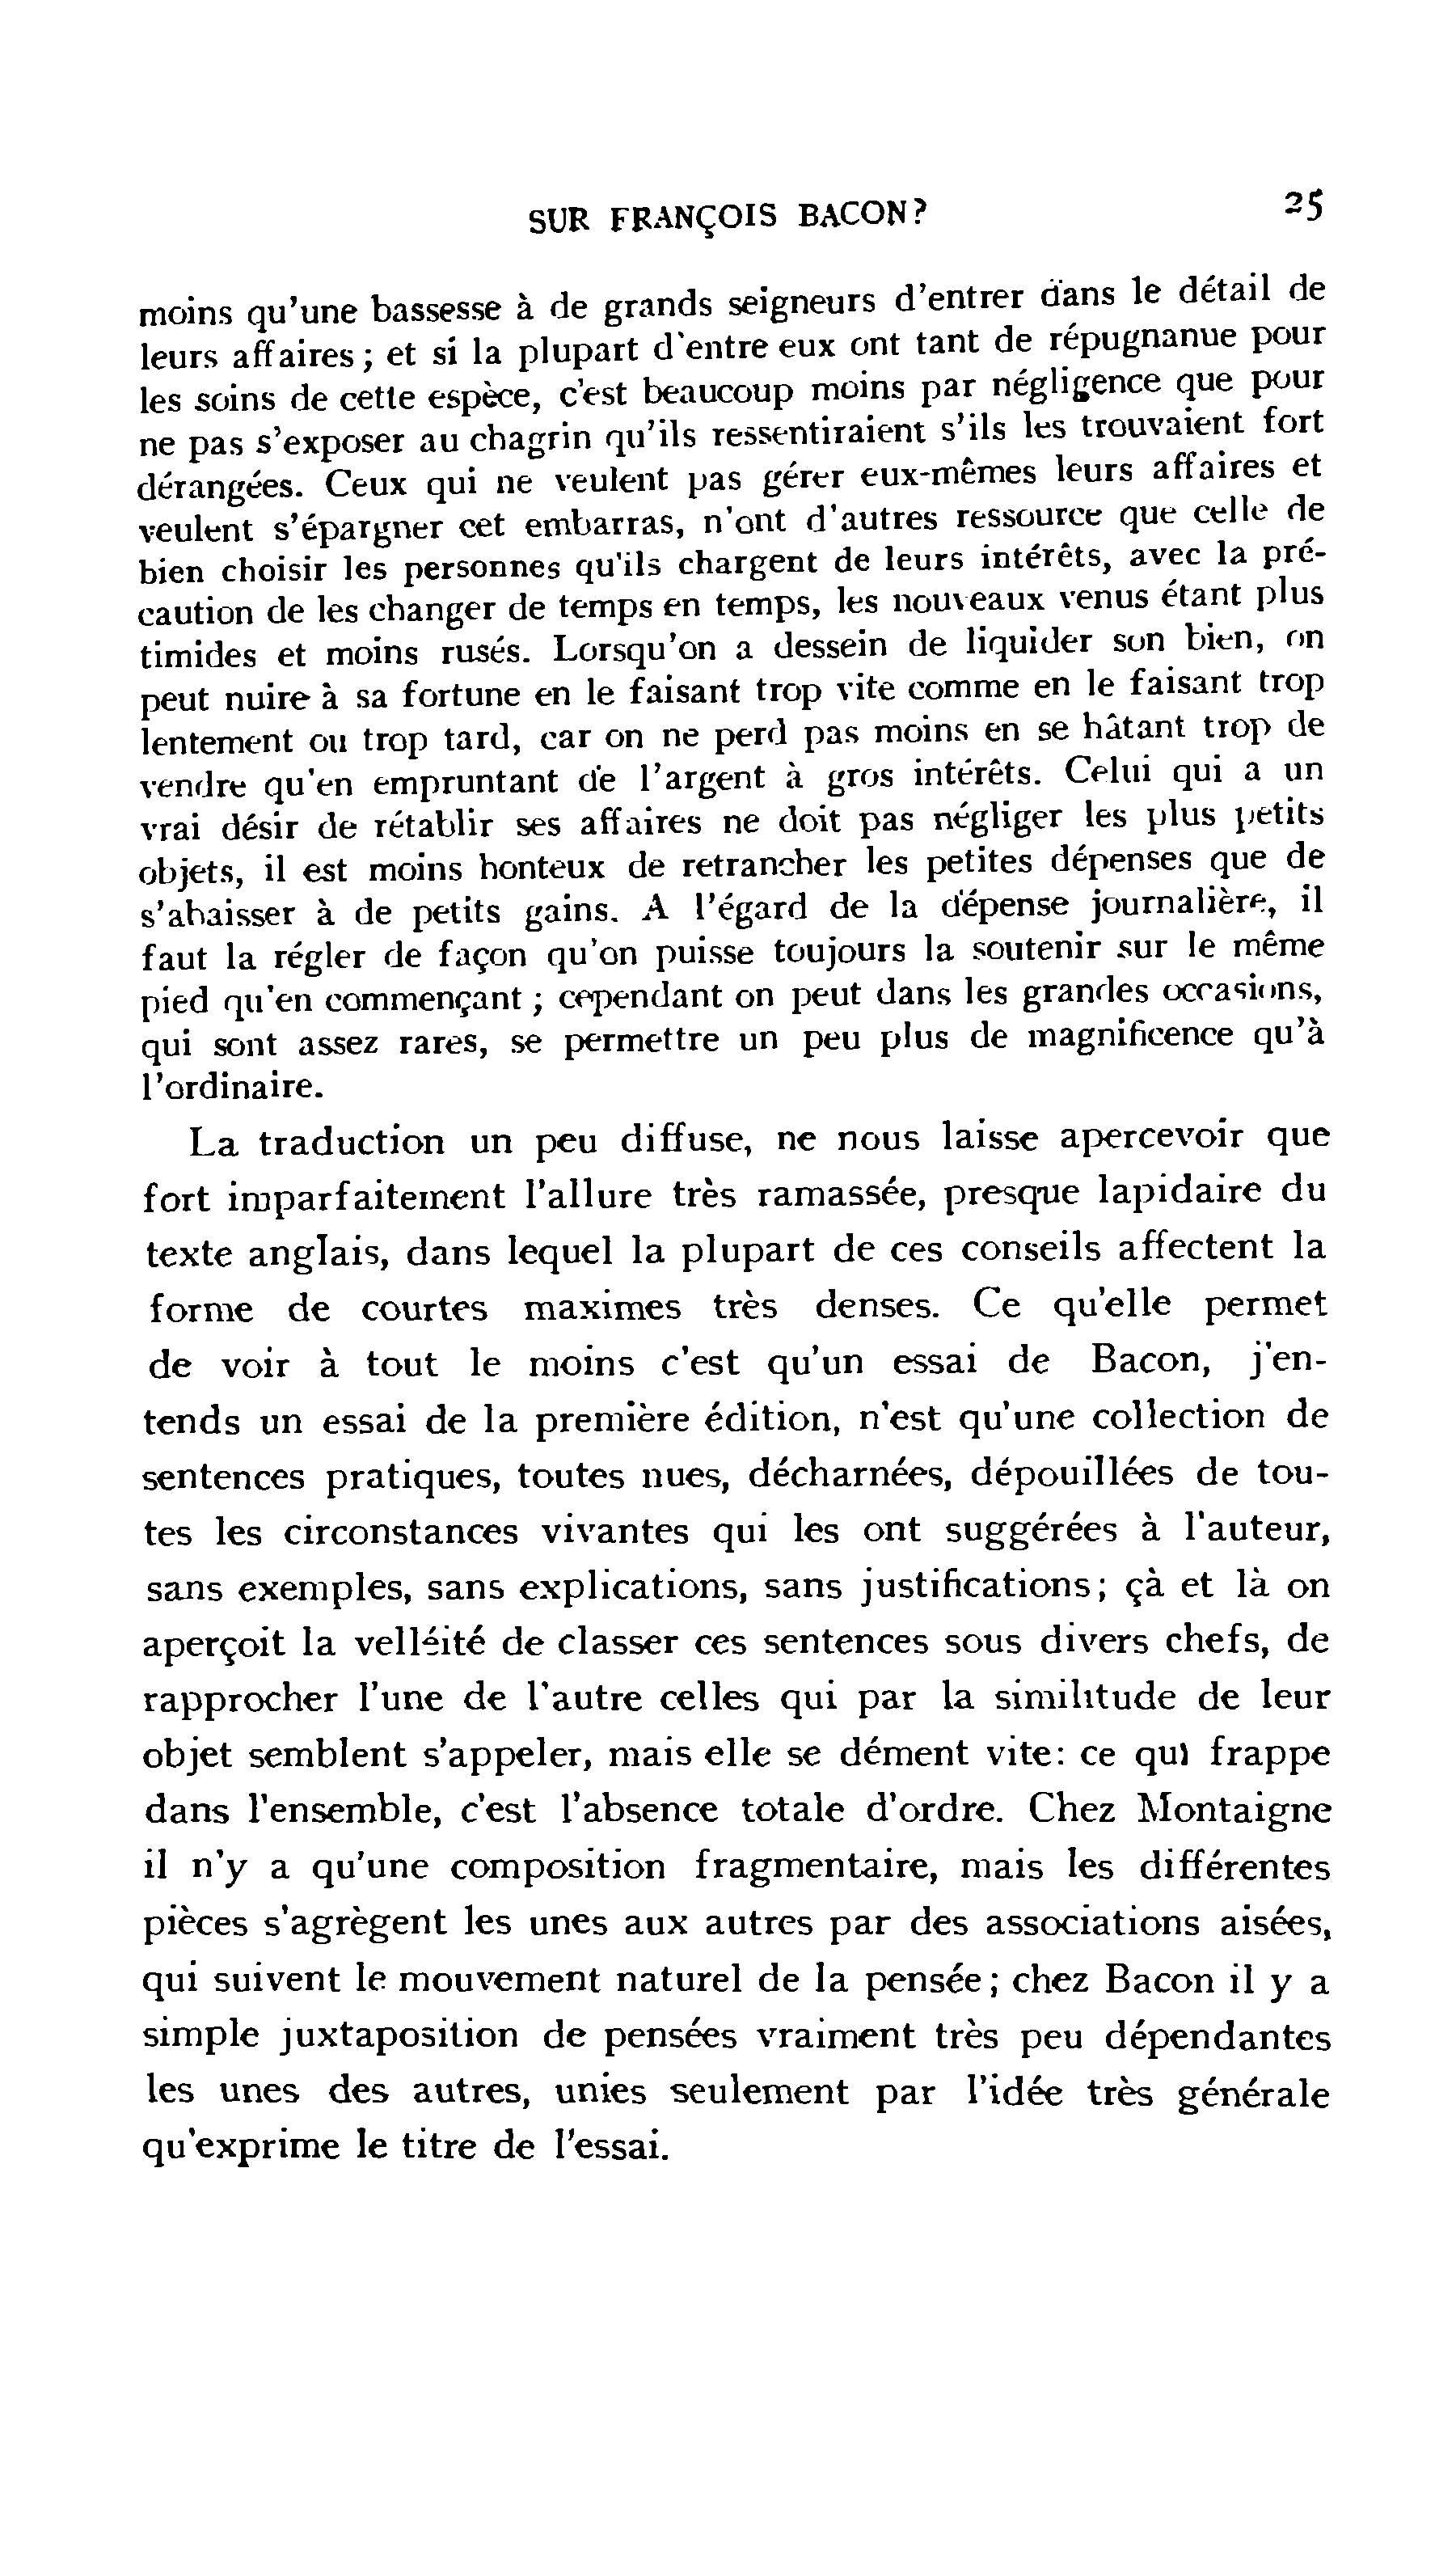 SUR FRANÇOIS BACON? 25
moins qu'une bassesse à de grands seigneurs d'entrer dans le détail de
leurs affaires ; et si la plupart d'entre eux ont tant de répugnanue pour
les soins de cette espèce, c'est beaucoup moins par négligence que pour
ne pas s'exposer au chagrin qu'ils ressentiraient s'ils les trouvaient fort
dérangées. Ceux qui ne veulent pas gérer eux-mêmes leurs affaires et
veulent s'épargner cet embarras, n'ont d'autres ressource que celle de
bien choisir les personnes qu'ils chargent de leurs intérêts, avec la pré-
caution de les changer de temps en temps, les nouveaux venus étant plus
timides et moins rusés. Lorsqu'on a dessein de liquider son bien, on
peut nuire à sa fortune en le faisant trop vite comme en le faisant trop
lentement ou trop tard, car on ne perd pas moins en se hâtant trop de
vendre qu'en empruntant de l'argent à gros intérêts. Celui qui a un
vrai désir de rétablir ses affaires ne doit pas négliger les plus petits
objets, il est moins honteux de retrancher les petites dépenses que de
s'abaisser à de petits gains. A l'égard de la dépense journalière, il
faut la régler de façon qu'on puisse toujours la soutenir sur le même
pied qu'en commençant ; cependant on peut dans les grandes occasions,
qui sont assez rares, se permettre un peu plus de magnificence qu'à
l'ordinaire.
La traduction un peu diffuse, ne nous laisse apercevoir que
fort imparfaitement l'allure très ramassée, presque lapidaire du
texte anglais, dans lequel la plupart de ces conseils affectent la
forme de courtes maximes très denses. Ce qu'elle permet
de voir à tout le moins c'est qu'un essai de Bacon, j'en-
tends un essai de la première édition, n'est qu'une collection de
sentences pratiques, toutes nues, décharnées, dépouillées de tou-
tes les circonstances vivantes qui les ont suggérées à l'auteur,
sans exemples, sans explications, sans justifications ; çà et là on
aperçoit la velléité de classer ces sentences sous divers chefs, de
rapprocher l'une de l'autre celles qui par la similitude de leur
objet semblent s'appeler, mais elle se dément vite: ce qui frappe
dans l'ensemble, c'est l'absence totale d'ordre. Chez Montaigne
il n'y a qu'une composition fragmentaire, mais les différentes
pièces s'agrègent les unes aux autres par des associations aisées,
qui suivent le mouvement naturel de la pensée ; chez Bacon il y a
simple juxtaposition de pensées vraiment très peu dépendantes
les unes des autres, unies seulement par l'idée très générale
qu'exprime le titre de l'essai.